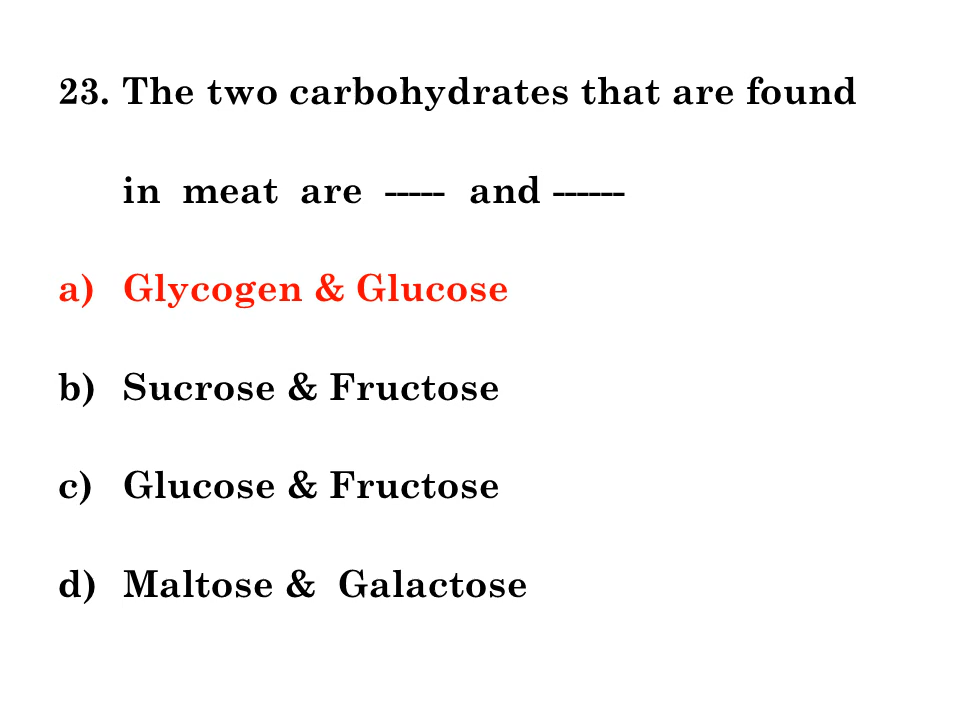 23. The two carbohydrates that are found
in meat are ----- and ------
a) Glycogen & Glucose
b) Sucrose & Fructose
c) Glucose & Fructose
d) Maltose & Galactose